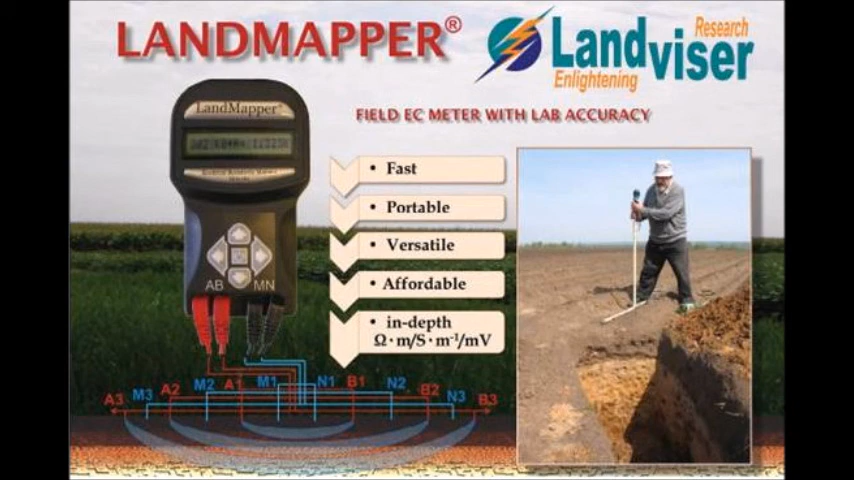 LANDMAPPER®
Research
Landviser
Enlightening
FIELD EC METER WITH LAB ACCURACY
LandMapper®
• Fast
• Portable
• Versatile
• Affordable
• in-depth
Ω·m/S·m⁻¹/mV
AB MN
A3 M3 A2 M2 A1 M1 N1 B1 N2 B2 N3 B3